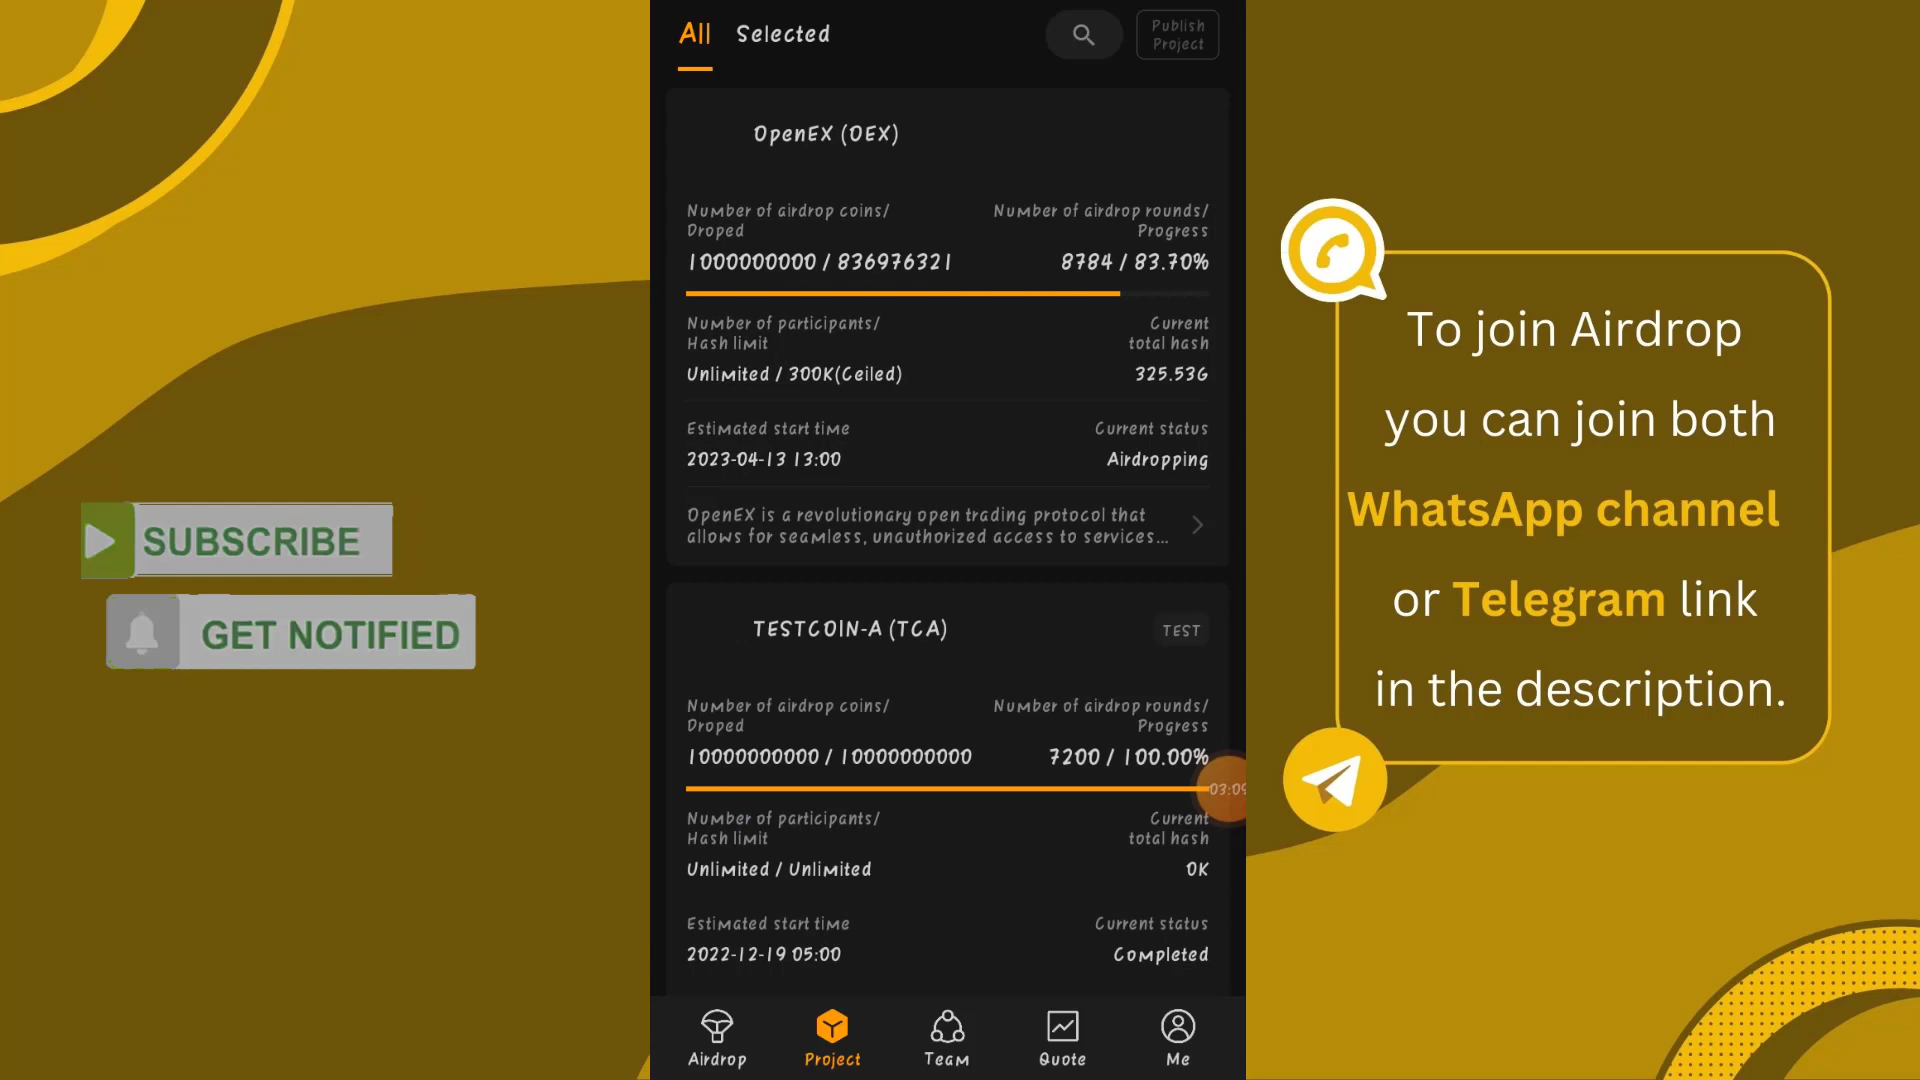 All Selected
Publish
Project
OpenEX (OEX)
Number of airdrop coins/
Droped
Number of airdrop rounds/
Progress
1000000000 / 836976321
8784 / 83.70%
Number of participants/
Hash limit
Current
total hash
Unlimited / 300K(Ceiled)
325.53G
Estimated start time
Current status
2023-04-13 13:00
Airdropping
OpenEX is a revolutionary open trading protocol that
allows for seamless, unauthorized access to services...
TESTCOIN-A (TCA)
TEST
Number of airdrop coins/
Droped
Number of airdrop rounds/
Progress
10000000000 / 10000000000
7200 / 100.00%
03:09
Number of participants/
Hash limit
Current
total hash
Unlimited / Unlimited
0K
Estimated start time
Current status
2022-12-19 05:00
Completed
Airdrop
Project
Team
Quote
Me
SUBSCRIBE
GET NOTIFIED
To join Airdrop
you can join both
WhatsApp channel
or Telegram link
in the description.